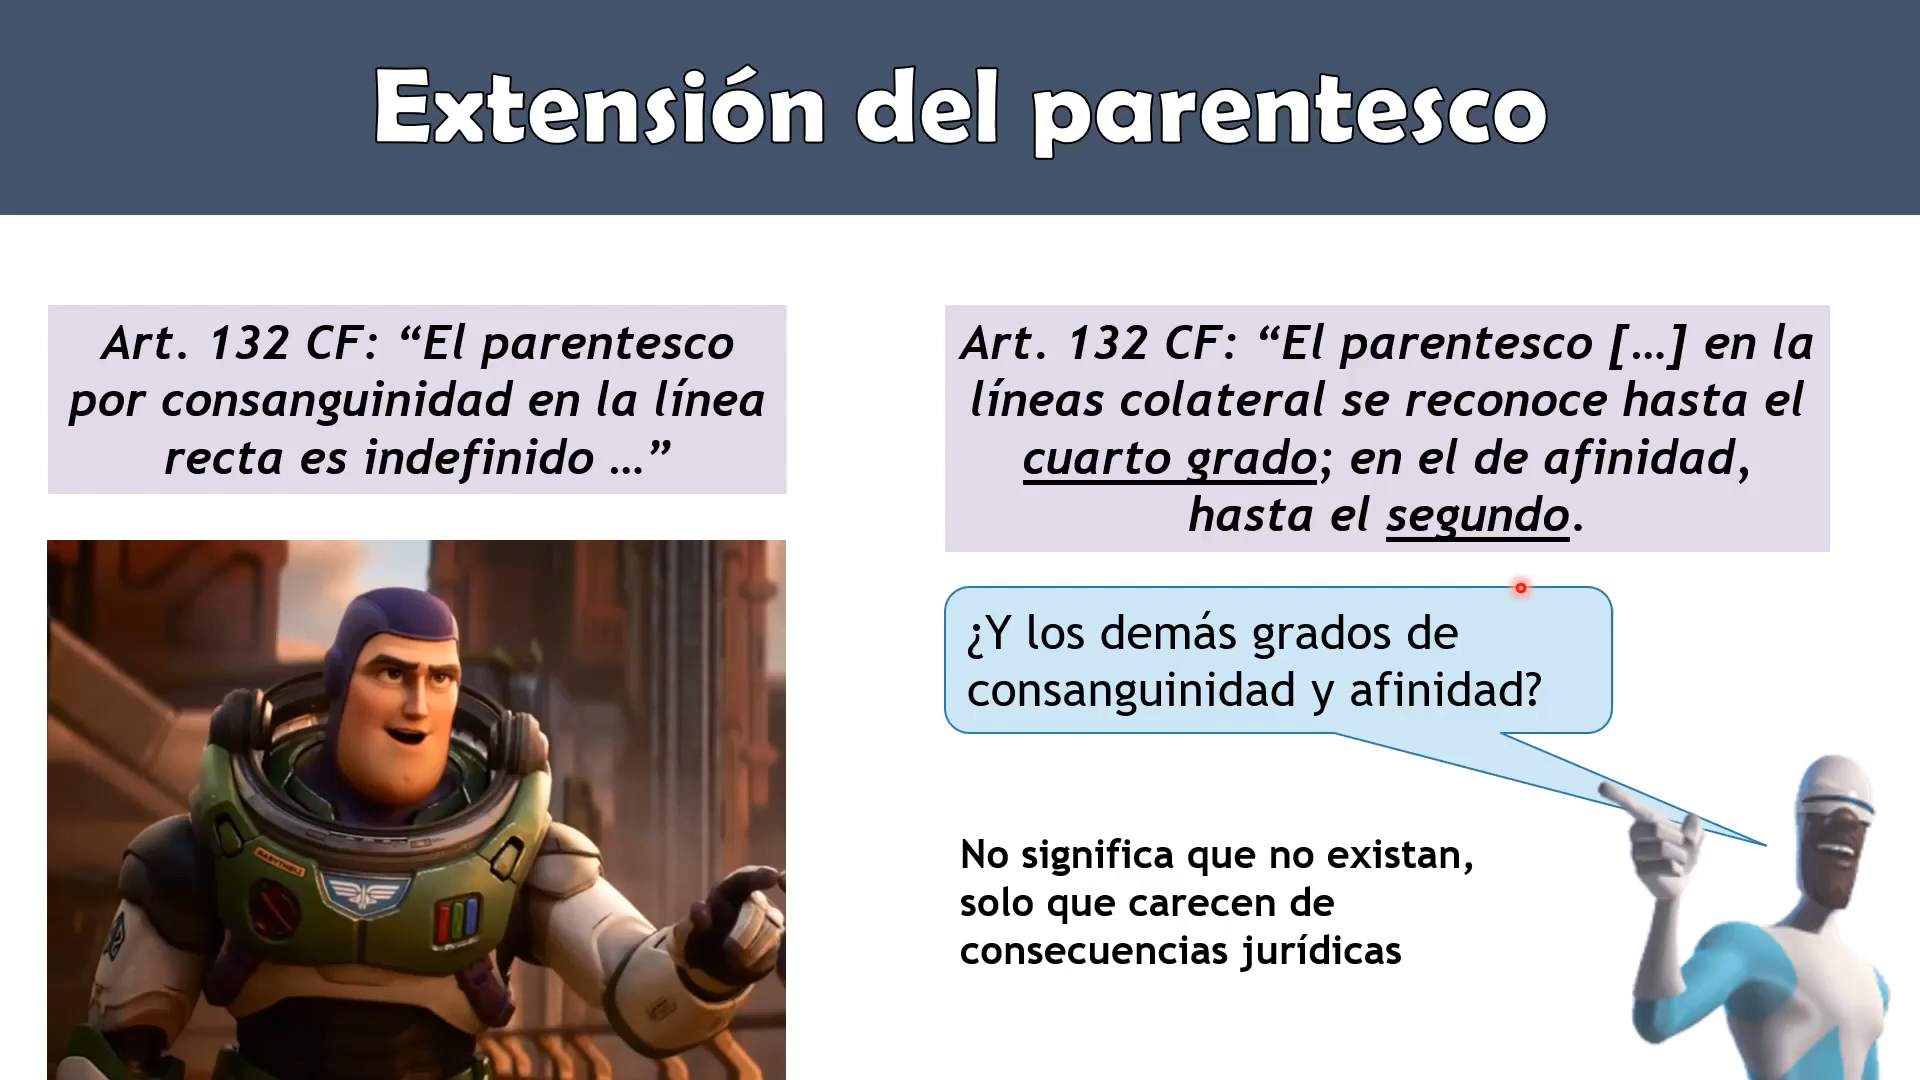 Extensión del parentesco
Art. 132 CF: “El parentesco
por consanguinidad en la línea
recta es indefinido …”
Art. 132 CF: “El parentesco […] en la
líneas colateral se reconoce hasta el
cuarto grado; en el de afinidad,
hasta el segundo.
¿Y los demás grados de
consanguinidad y afinidad?
No significa que no existan,
solo que carecen de
consecuencias jurídicas